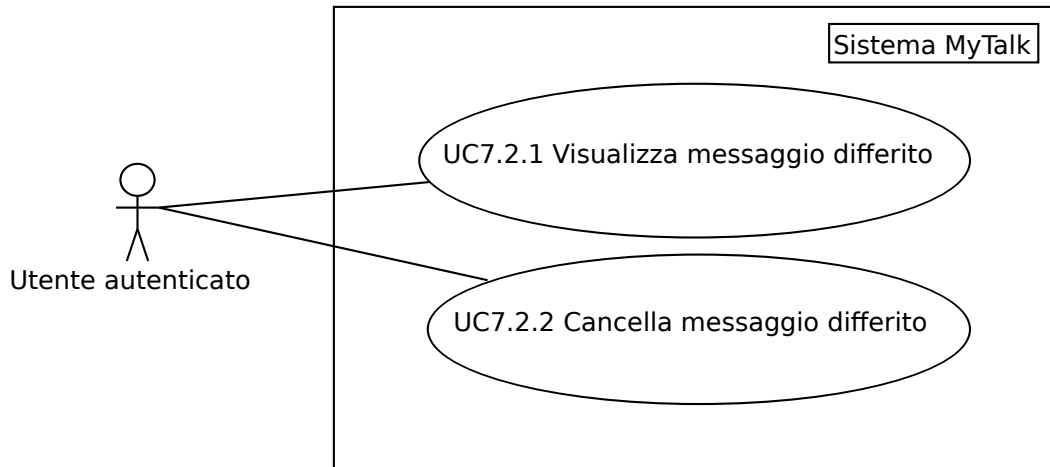 Sistema MyTalk
UC7.2.1 Visualizza messaggio differito
Utente autenticato
UC7.2.2 Cancella messaggio differito